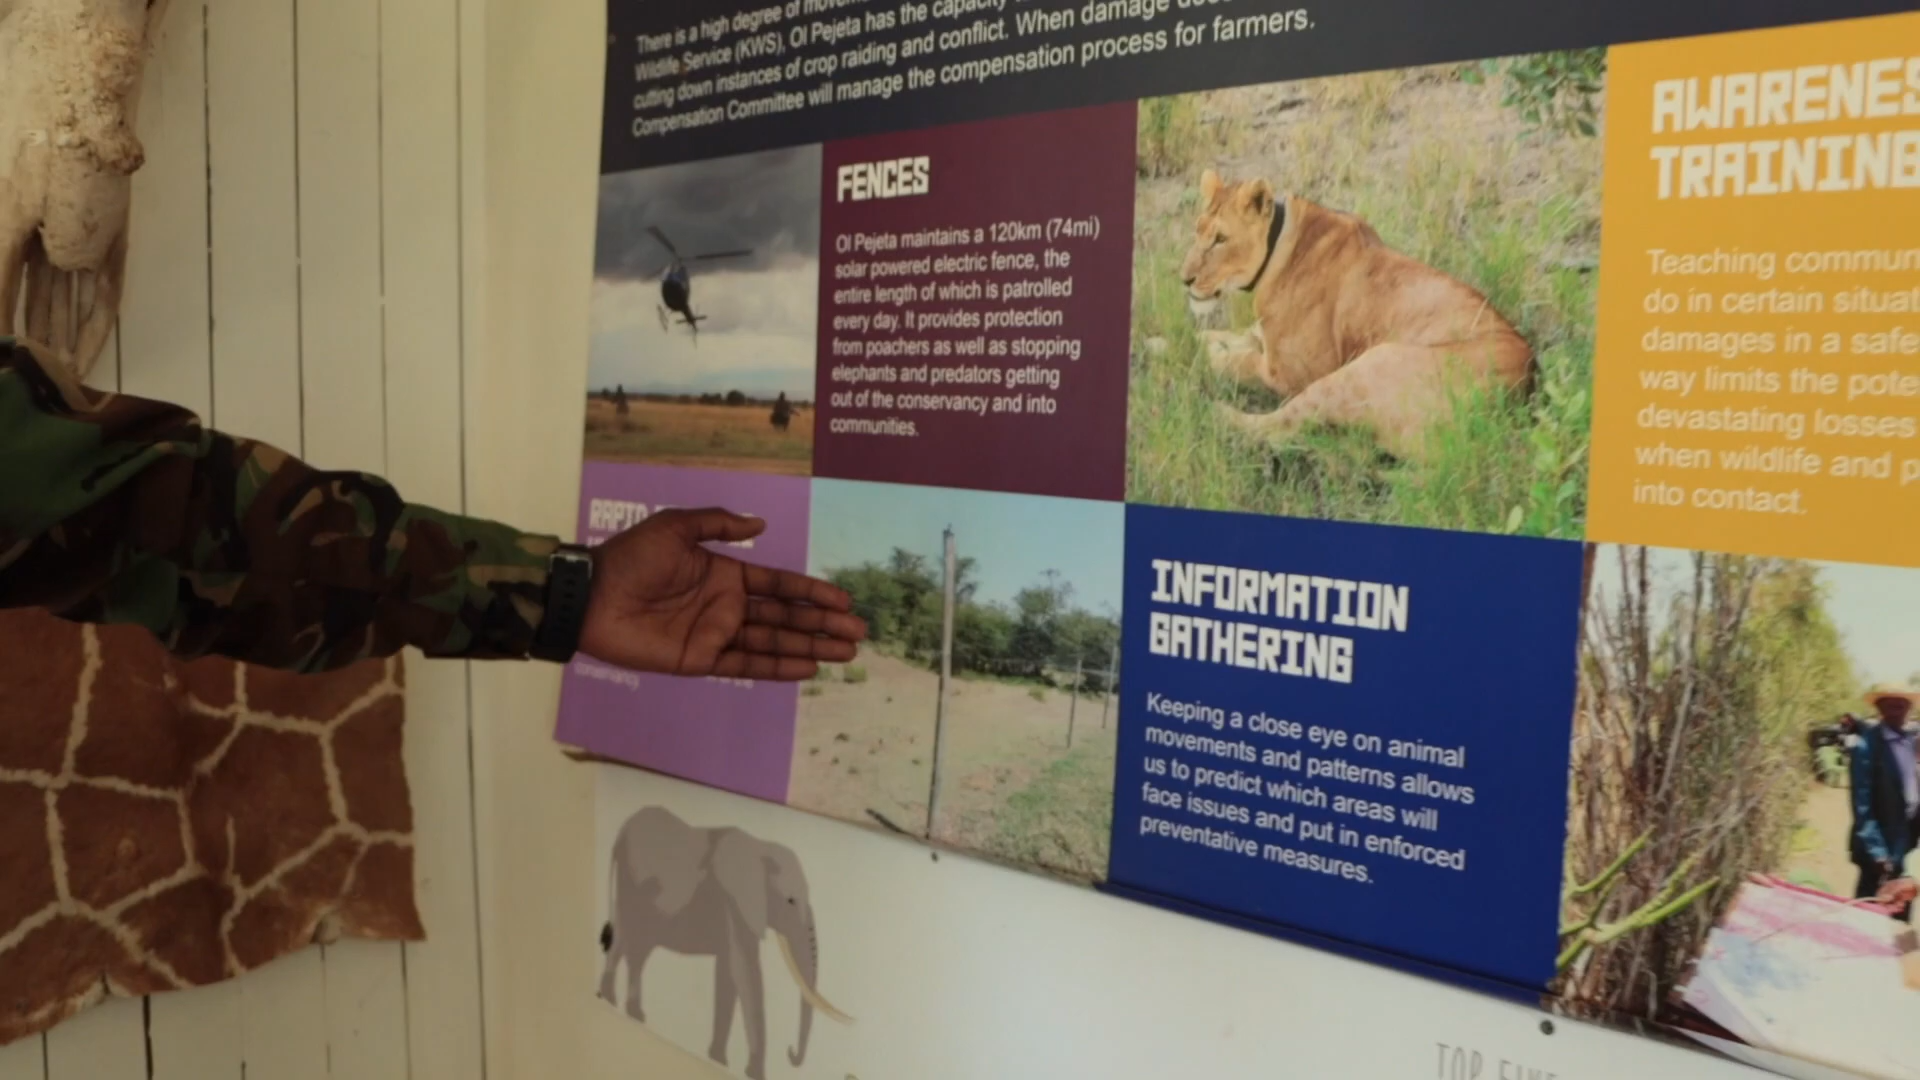 There is a high degree of
Wildlife Service (KWS), Ol Pejeta has the capacity
cutting down instances of crop raiding and conflict. When damage
Compensation Committee will manage the compensation process for farmers.
FENCES
Ol Pejeta maintains a 120km (74mi)
solar powered electric fence, the
entire length of which is patrolled
every day. It provides protection
from poachers as well as stopping
elephants and predators getting
out of the conservancy and into
communities.
AWARENES
TRAINING
Teaching commun
do in certain situat
damages in a safe
way limits the pote
devastating losses
when wildlife and p
into contact.
RAPID
conservancy
INFORMATION
GATHERING
Keeping a close eye on animal
movements and patterns allows
us to predict which areas will
face issues and put in enforced
preventative measures.
TOP FIVE